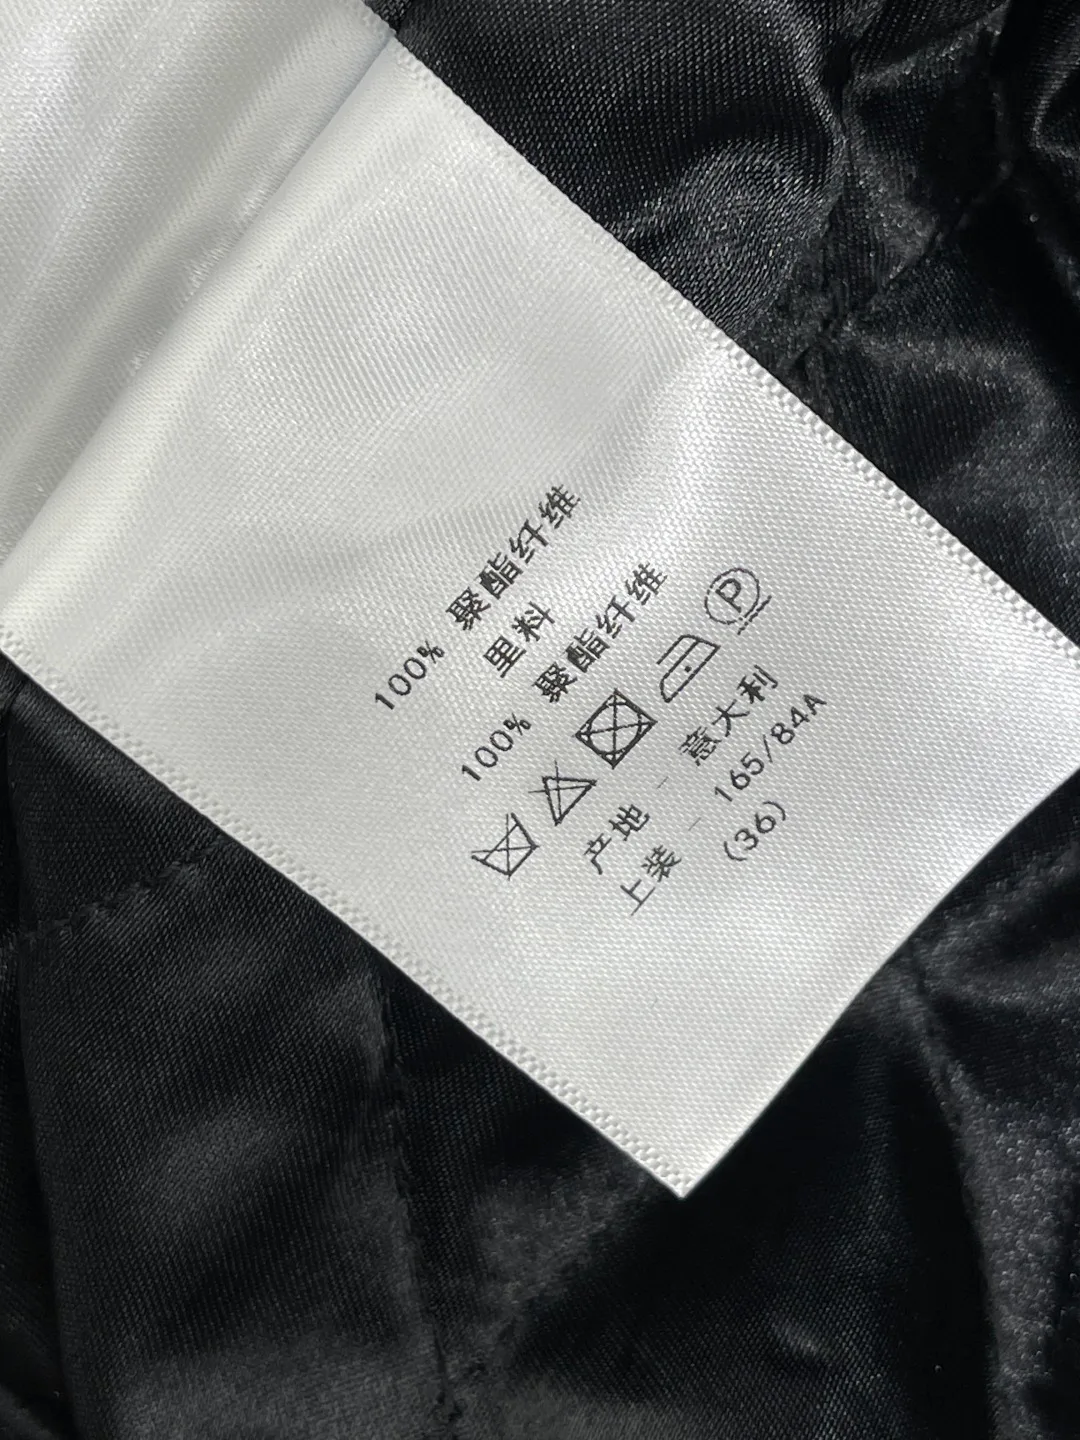 100% 聚酯纤维
里料
100% 聚酯纤维
P
产地 - 意大利
上装 - 165/84A
(36)